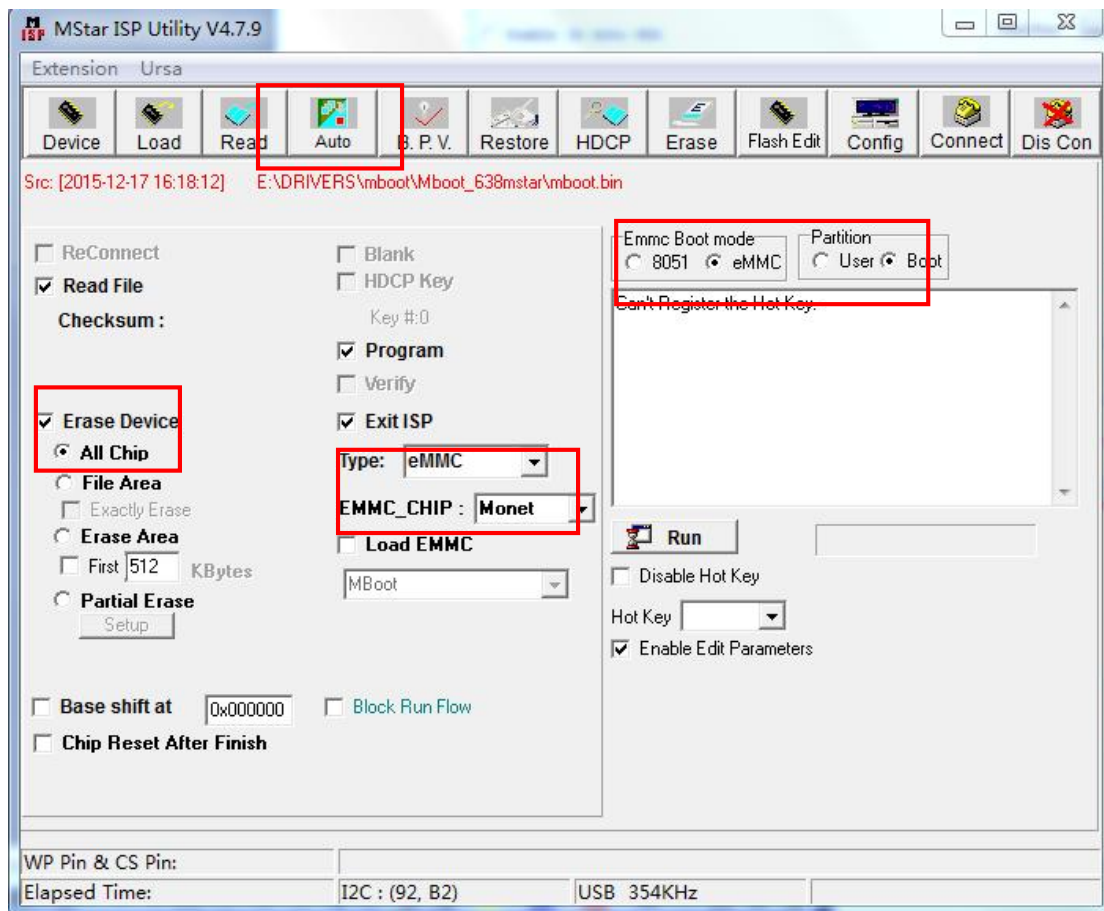 MStar ISP Utility V4.7.9
Extension Ursa
Device Load Read Auto B. P. V. Restore HDCP Erase Flash Edit Config Connect Dis Con
Src: [2015-12-17 16:18:12] E:\DRIVERS\mboot\Mboot_638mstar\mboot.bin
ReConnect
Read File
Checksum :
Erase Device
All Chip
File Area
Exactly Erase
Erase Area
First 512 KBytes
Partial Erase
Setup
Base shift at 0x000000
Chip Reset After Finish
Blank
HDCP Key
Key #:0
Program
Verify
Exit ISP
Type: eMMC
EMMC_CHIP : Monet
Load EMMC
MBoot
Block Run Flow
Emmc Boot mode
8051 eMMC
Partition
User Boot
Can't Register the Hot Key.
Run
Disable Hot Key
Hot Key
Enable Edit Parameters
WP Pin & CS Pin:
Elapsed Time: I2C : (92, B2) USB 354KHz